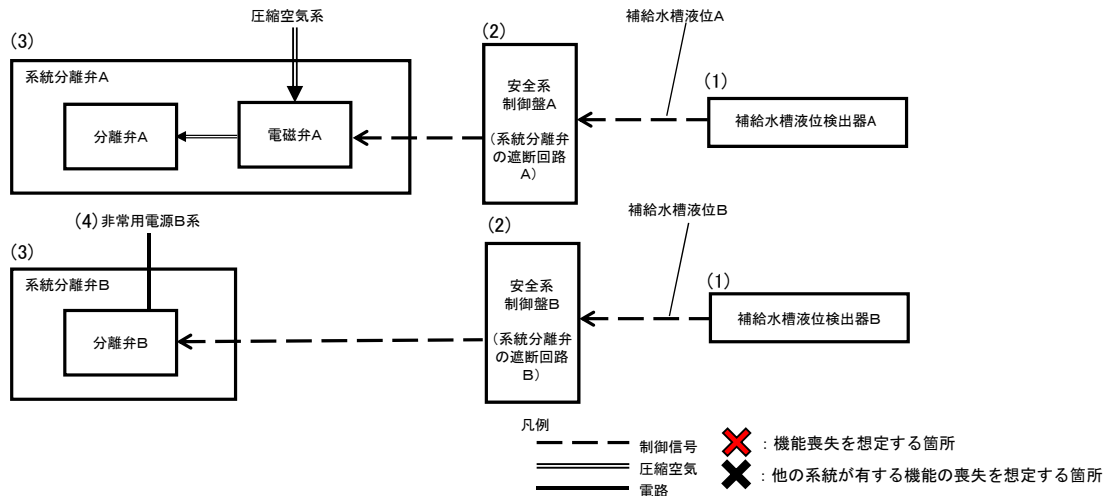 圧縮空気系
補給水槽液位A
(3)
(2)
系統分離弁A
安全系
制御盤A
(系統分離弁
の遮断回路
A)
(1)
分離弁A
電磁弁A
補給水槽液位検出器A
(4)非常用電源B系
(3)
(2)
補給水槽液位B
系統分離弁B
安全系
制御盤B
(系統分離弁
の遮断回路
B)
(1)
分離弁B
補給水槽液位検出器B
凡例
制御信号
圧縮空気
電路
:機能喪失を想定する箇所
:他の系統が有する機能の喪失を想定する箇所